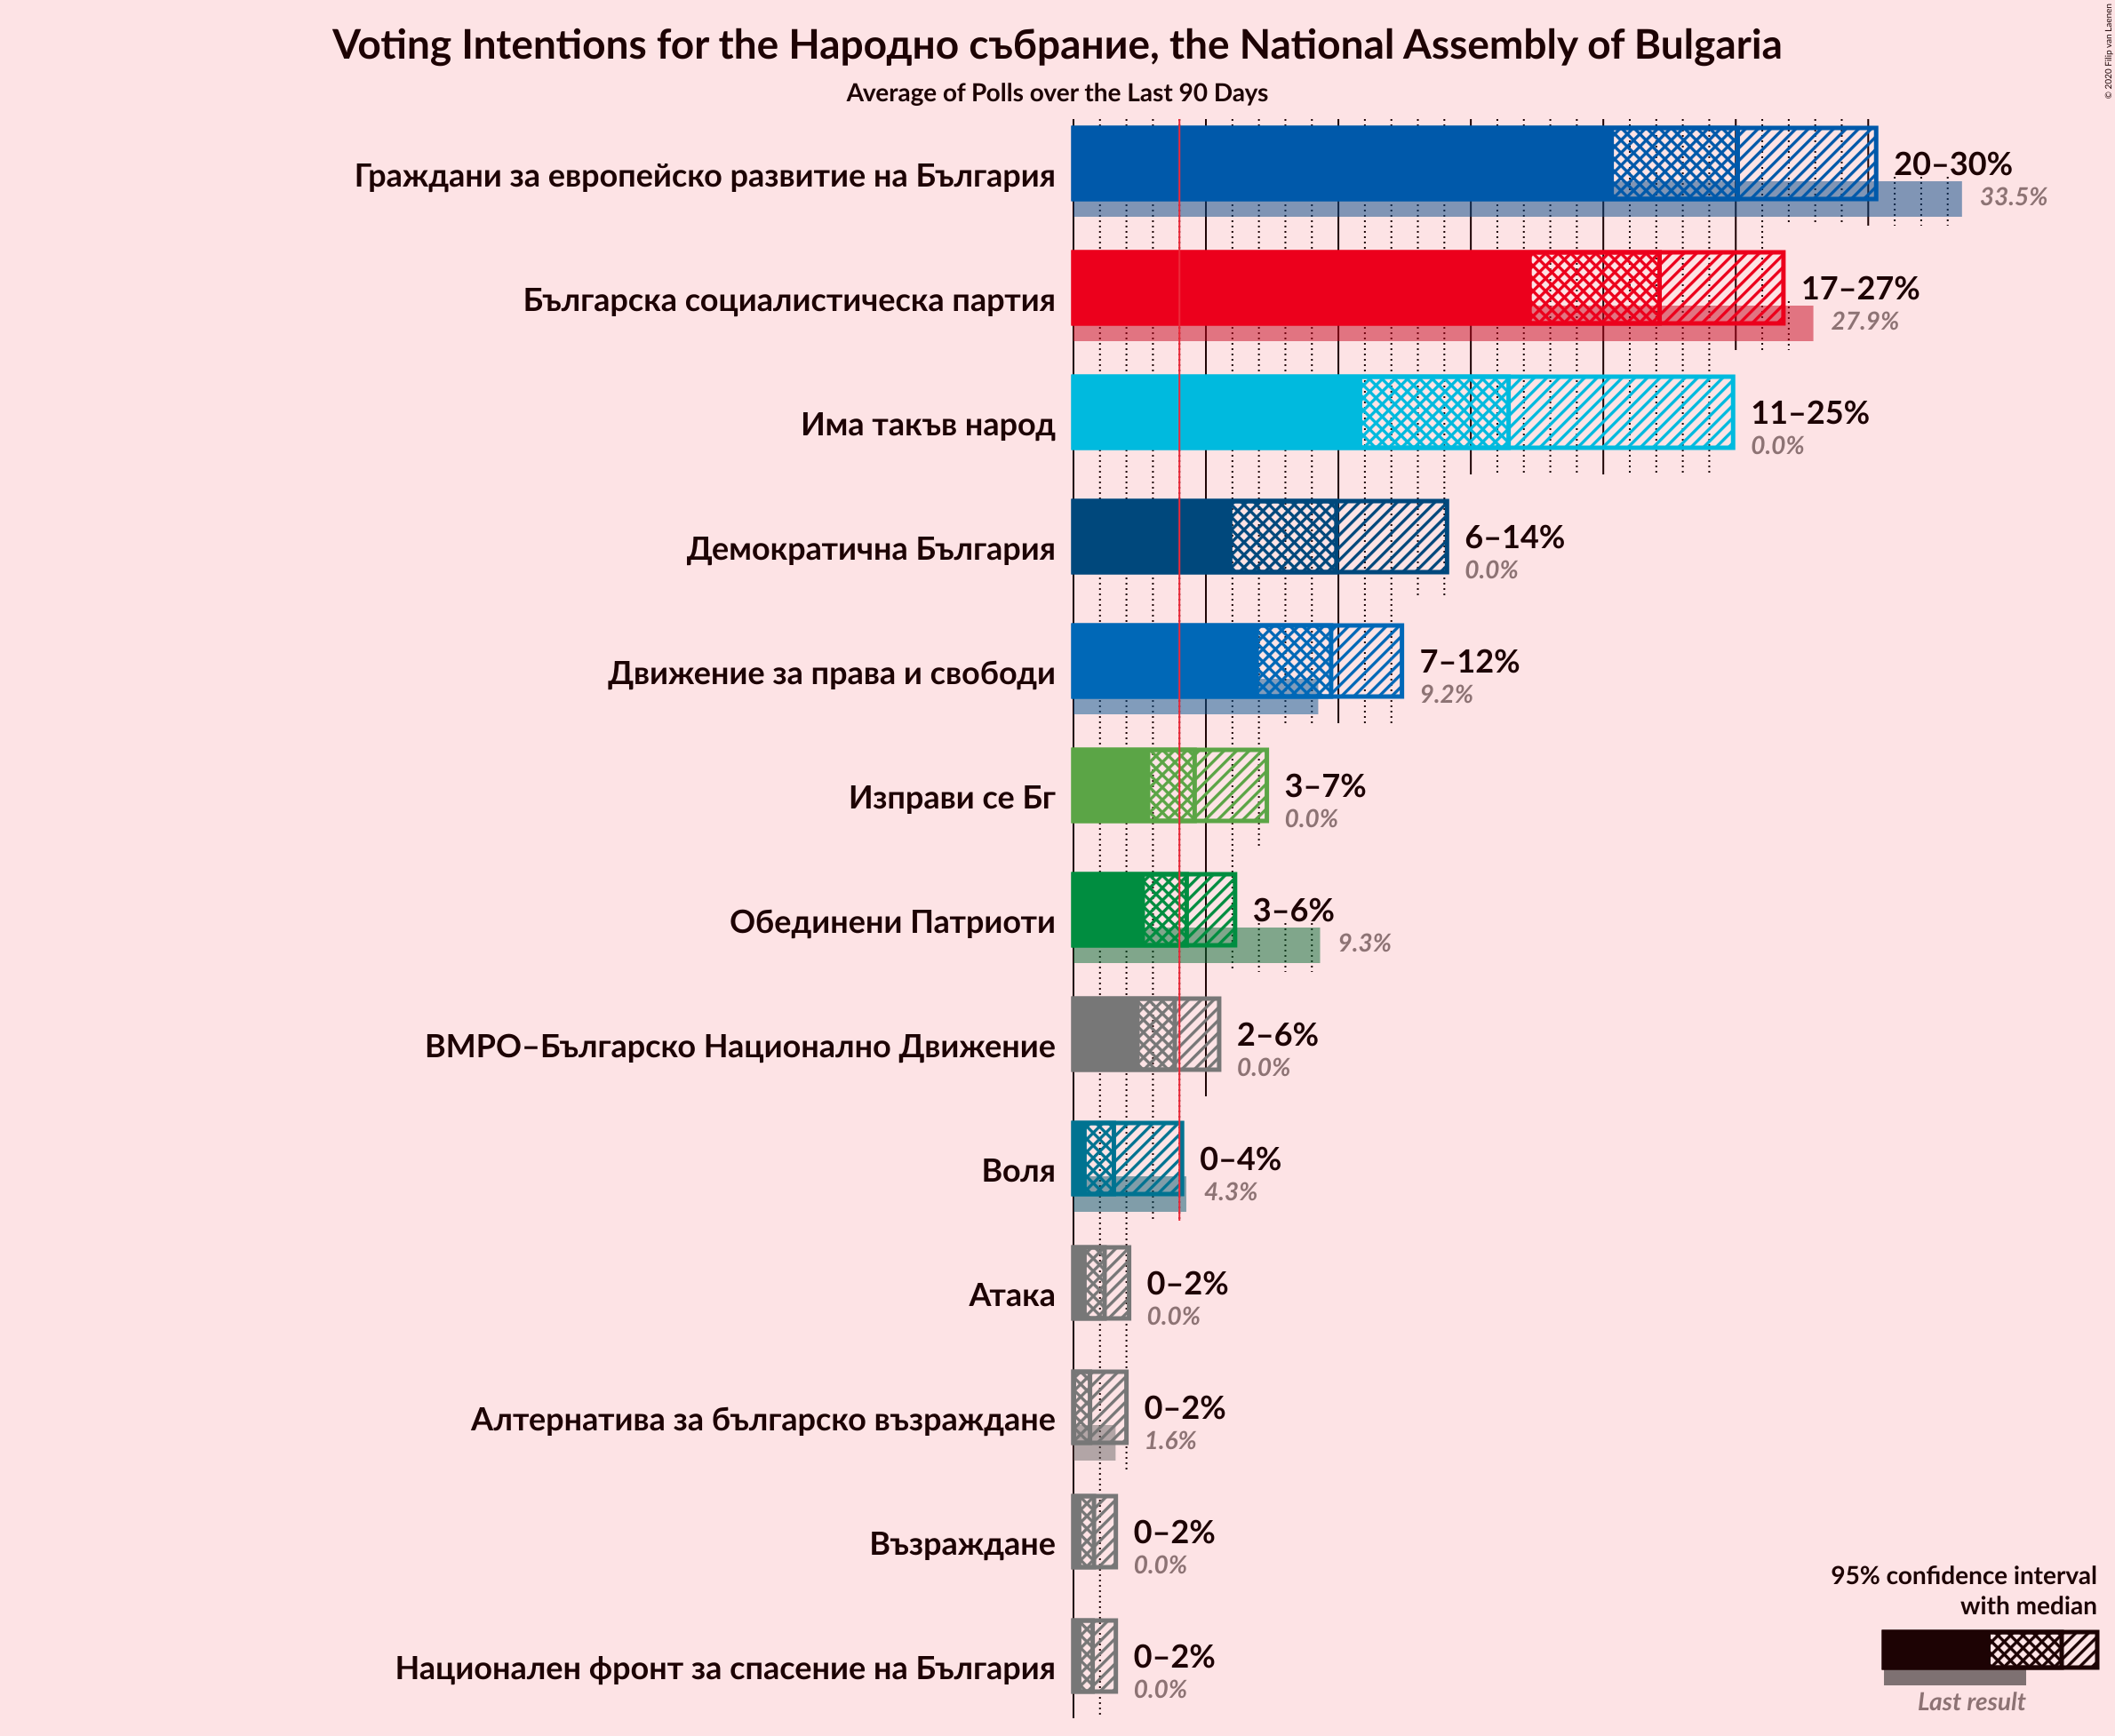 Voting Intentions for the Народно събрание, the National Assembly of Bulgaria
Average of Polls over the Last 90 Days
© 2020 Filip van Laenen
Граждани за европейско развитие на България
20–30%
33.5%
Българска социалистическа партия
17–27%
27.9%
Има такъв народ
11–25%
0.0%
Демократична България
6–14%
0.0%
Движение за права и свободи
7–12%
9.2%
Изправи се Бг
3–7%
0.0%
Обединени Патриоти
3–6%
9.3%
ВМРО–Българско Национално Движение
2–6%
0.0%
Воля
0–4%
4.3%
Атака
0–2%
0.0%
Алтернатива за българско възраждане
0–2%
1.6%
Възраждане
0–2%
0.0%
Национален фронт за спасение на България
0–2%
0.0%
95% confidence interval
with median
Last result